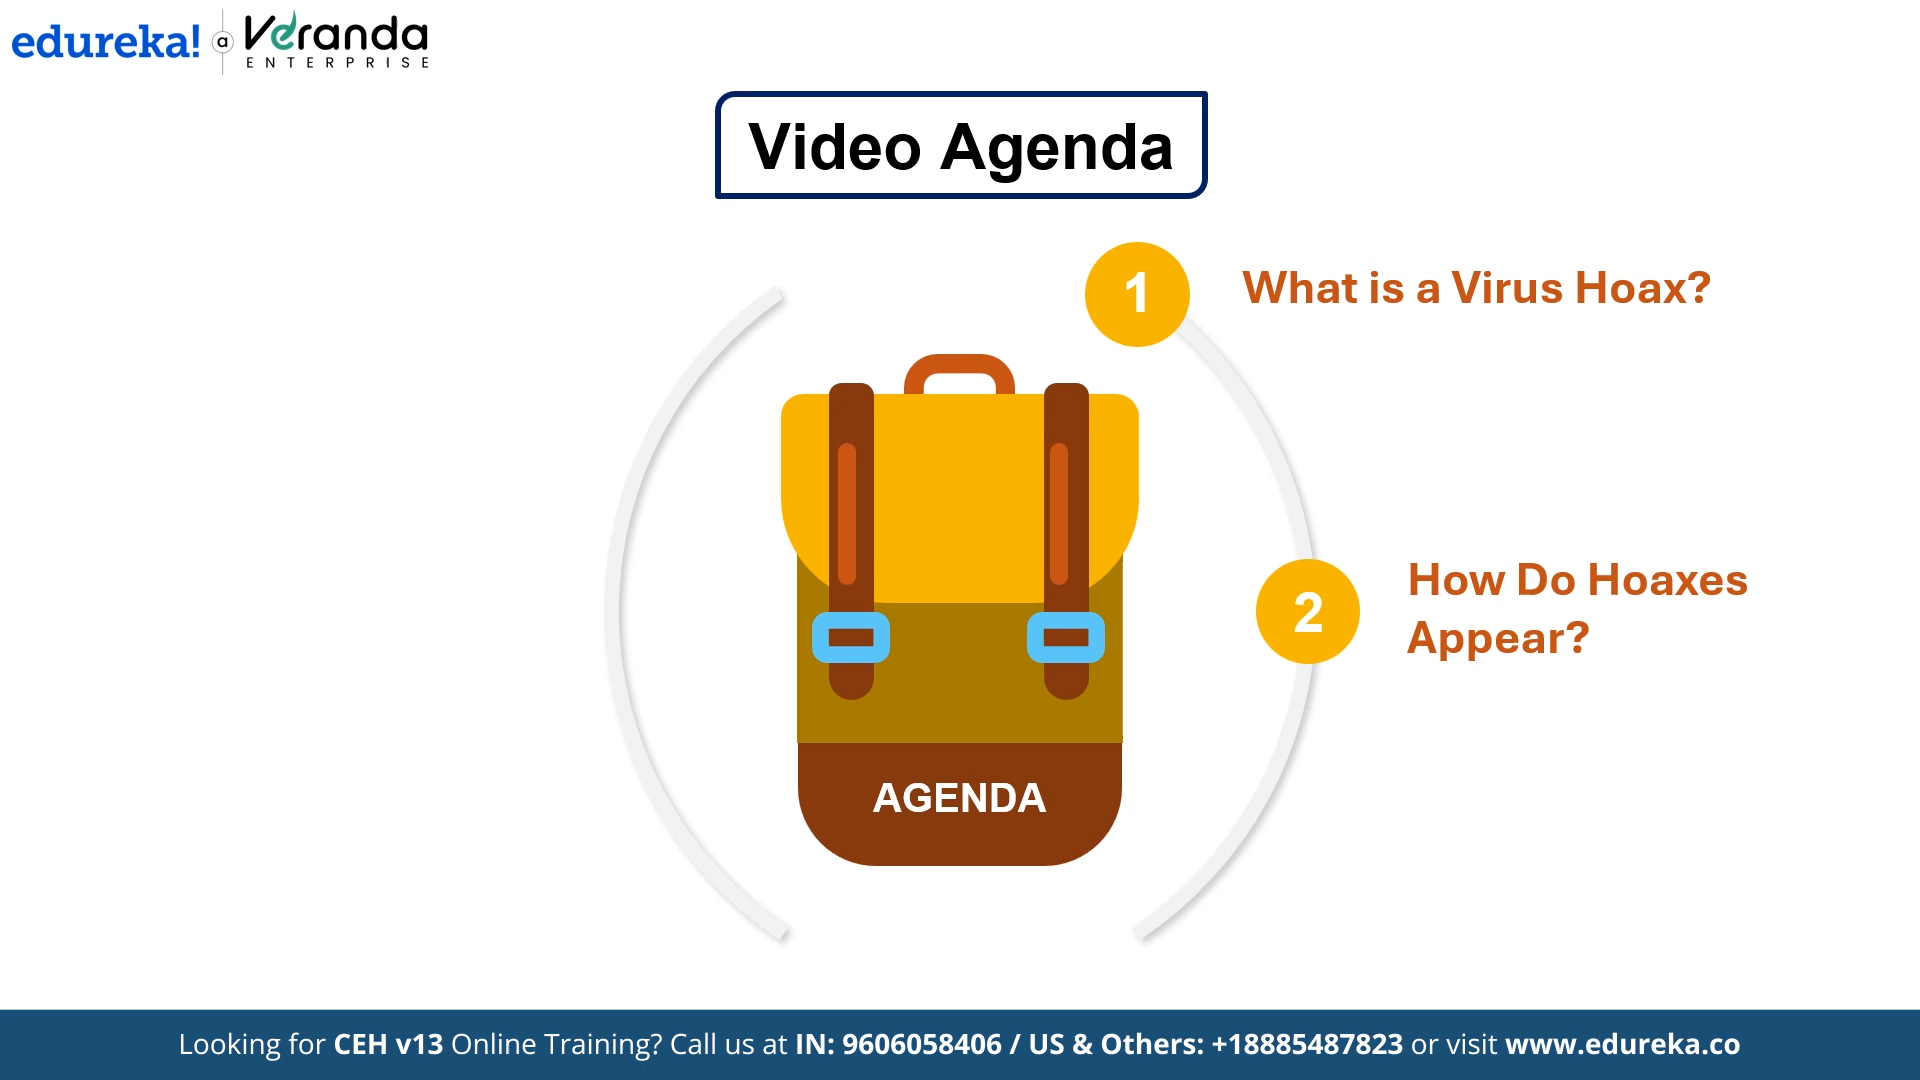 edureka! a Veranda
ENTERPRISE
Video Agenda
1 What is a Virus Hoax?
2 How Do Hoaxes
Appear?
AGENDA
Looking for CEH v13 Online Training? Call us at IN: 9606058406 / US & Others: +18885487823 or visit www.edureka.co